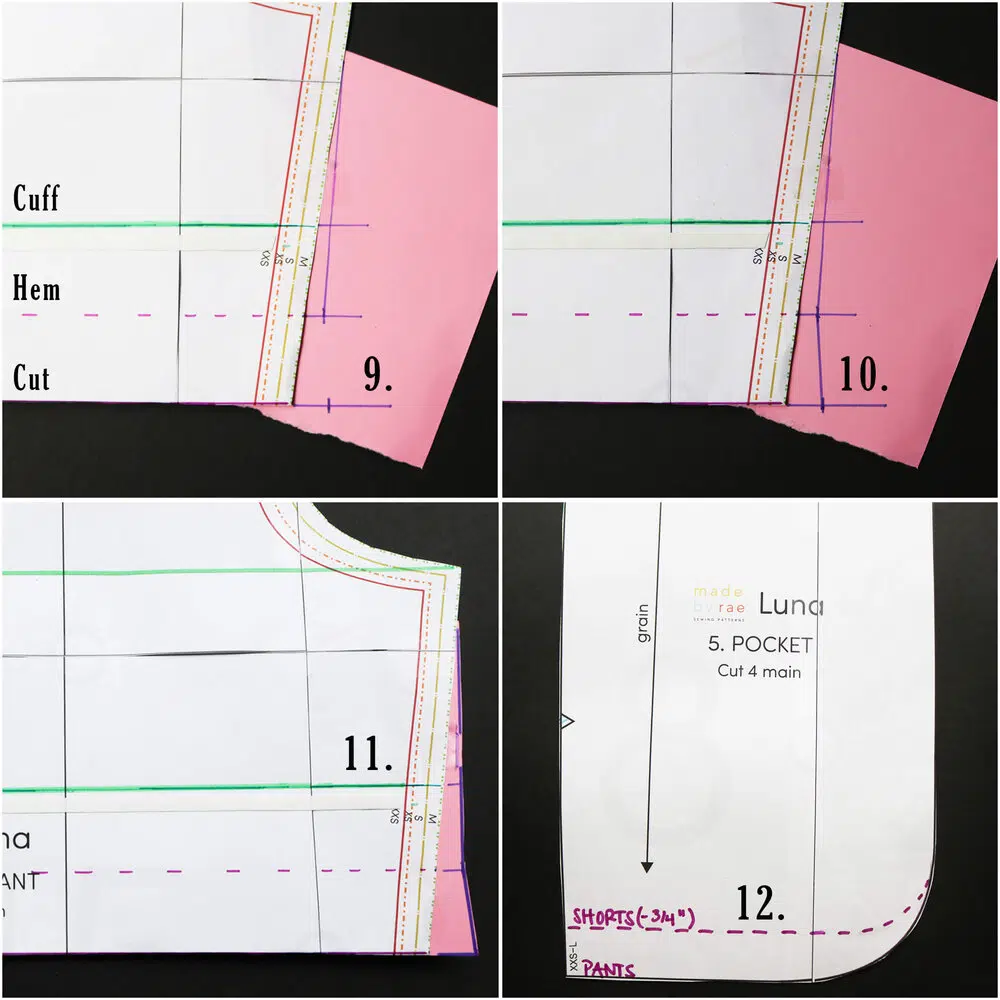 Cuff
Hem
Cut
XXS
XS
L
S
M
9.
XXS
XS
L
S
M
10.
11.
XXS
XS
L
S
M
na
ANT
made
by rae
SEWING PATTERNS
Luna
5. POCKET
Cut 4 main
grain
12.
SHORTS(-3/4")
XXS-L
PANTS